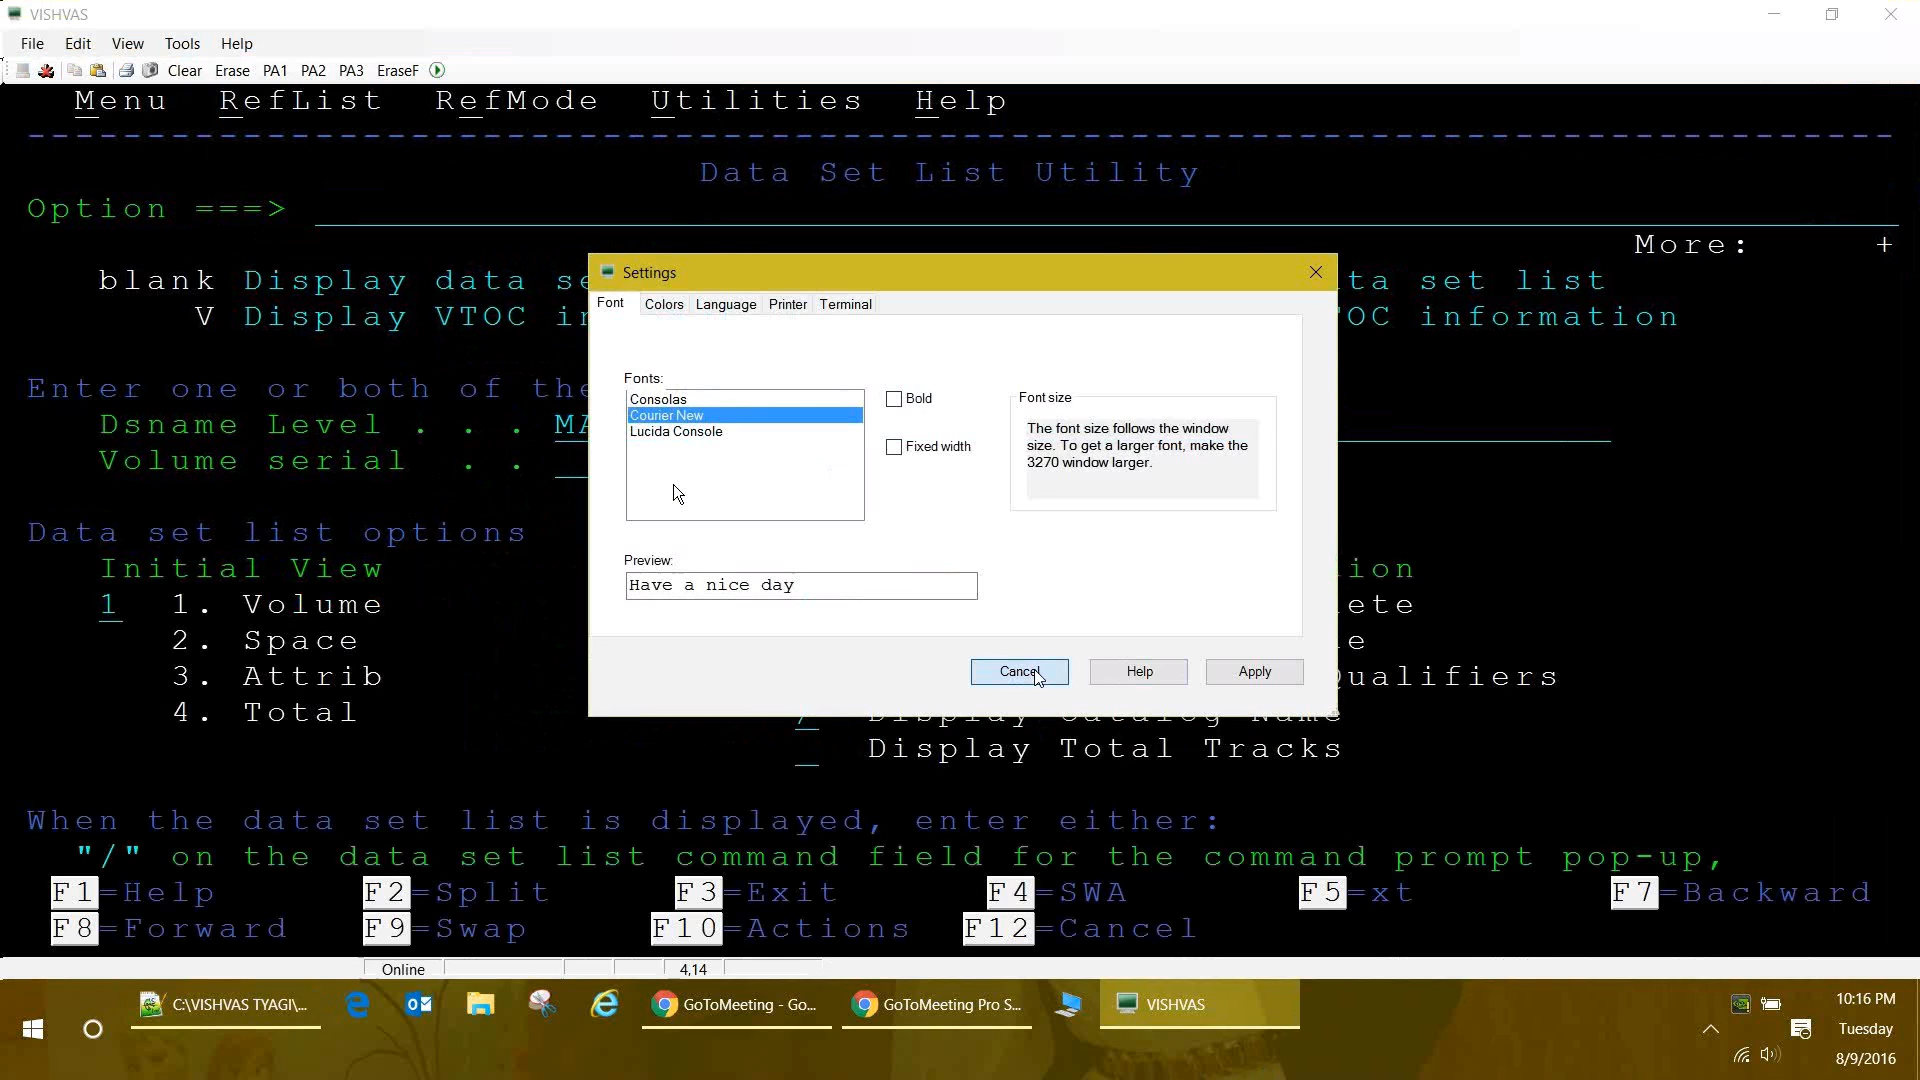 VISHVAS
File Edit View Tools Help
Clear Erase PA1 PA2 PA3 EraseF
Menu RefList RefMode Utilities Help
Data Set List Utility
Option ===>
More: +
blank Display data se ta set list
V Display VTOC in OC information
Enter one or both of the
Dsname Level . . . MA
Volume serial . .
Data set list options
Initial View ion
1 1. Volume ete
2. Space e
3. Attrib Qualifiers
4. Total
/ Display Catalog Name
Display Total Tracks
When the data set list is displayed, enter either:
"/" on the data set list command field for the command prompt pop-up,
F1=Help F2=Split F3=Exit F4=SWA F5=xt F7=Backward
F8=Forward F9=Swap F10=Actions F12=Cancel
Settings
Font Colors Language Printer Terminal
Fonts:
Consolas
Courier New
Lucida Console
Bold
Fixed width
Font size
The font size follows the window
size. To get a larger font, make the
3270 window larger.
Preview:
Have a nice day
Cancel Help Apply
Online 4,14
C:\VISHVAS TYAGI\... GoToMeeting - Go... GoToMeeting Pro S... VISHVAS
10:16 PM
Tuesday
8/9/2016